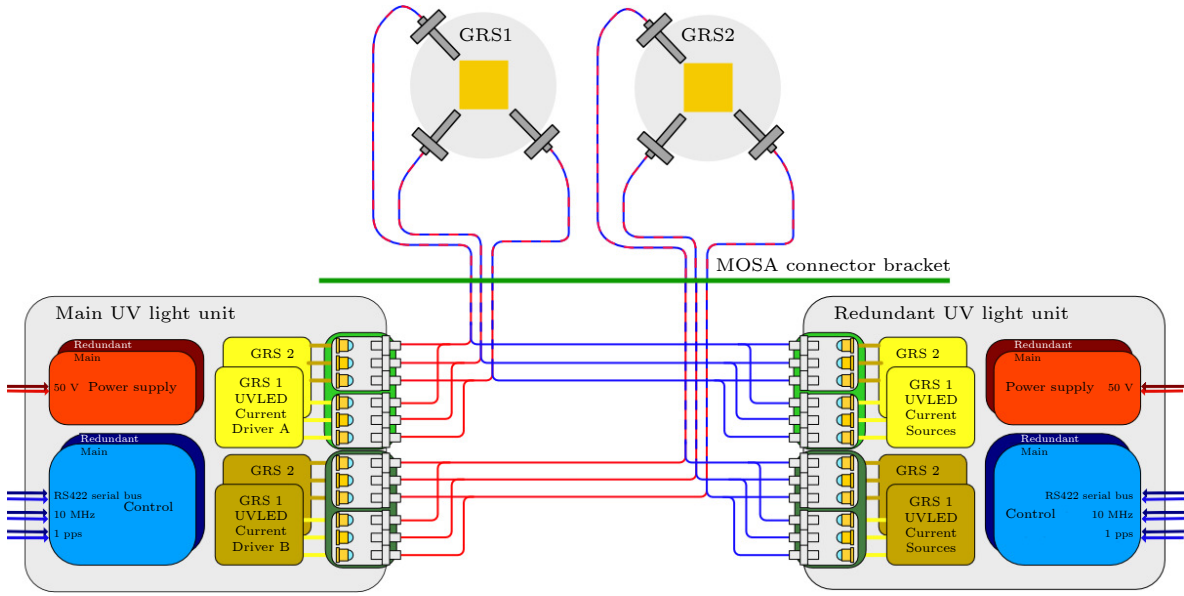 GRS1
GRS2
MOSA connector bracket
Main UV light unit
Redundant
Main
50 V
Power supply
Redundant
Main
RS422 serial bus
Control
10 MHz
1 pps
GRS 2
GRS 1
UVLED
Current
Driver A
GRS 2
GRS 1
UVLED
Current
Driver B
Redundant UV light unit
GRS 2
GRS 1
UVLED
Current
Sources
GRS 2
GRS 1
UVLED
Current
Sources
Redundant
Main
Power supply
50 V
Redundant
Main
RS422 serial bus
Control
10 MHz
1 pps